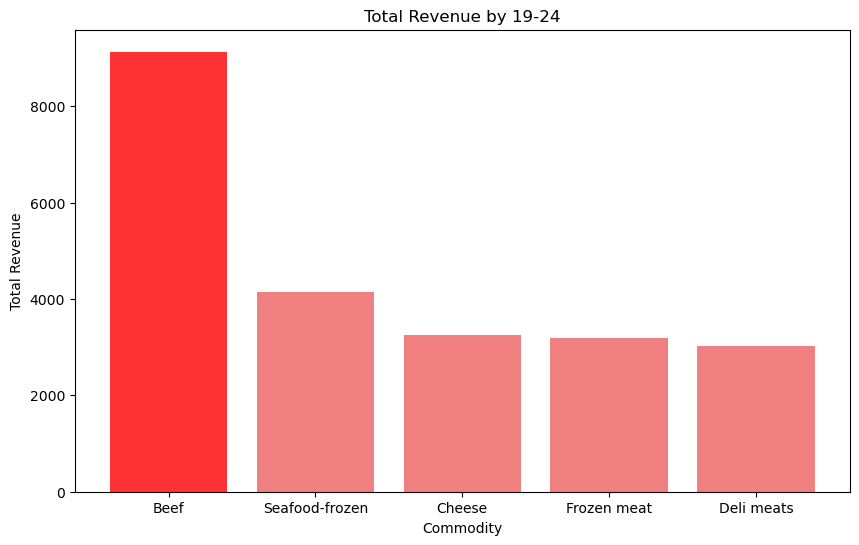 Total Revenue by 19-24
Total Revenue
8000
6000
4000
2000
0
Beef
Seafood-frozen
Cheese
Frozen meat
Deli meats
Commodity